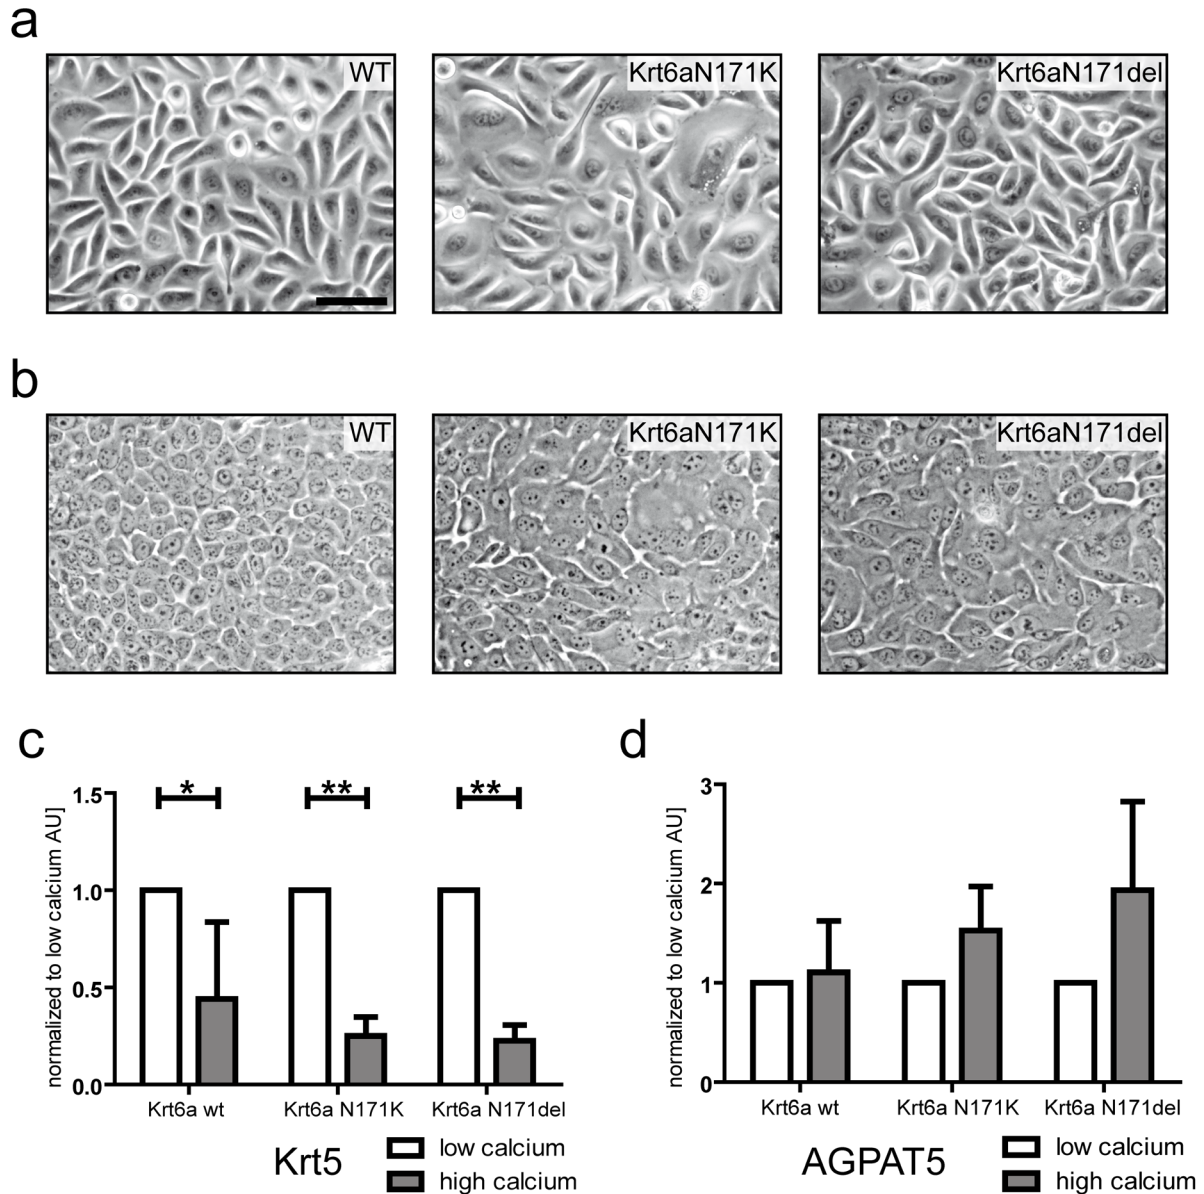 a
WT
Krt6aN171K
Krt6aN171del
b
WT
Krt6aN171K
Krt6aN171del
c
normalized to low calcium AU]
1.5
1.0
0.5
0.0
*
**
**
Krt6a wt
Krt6a N171K
Krt6a N171del
Krt5
low calcium
high calcium
d
normalized to low calcium AU]
3
2
1
0
Krt6a wt
Krt6a N171K
Krt6a N171del
AGPAT5
low calcium
high calcium